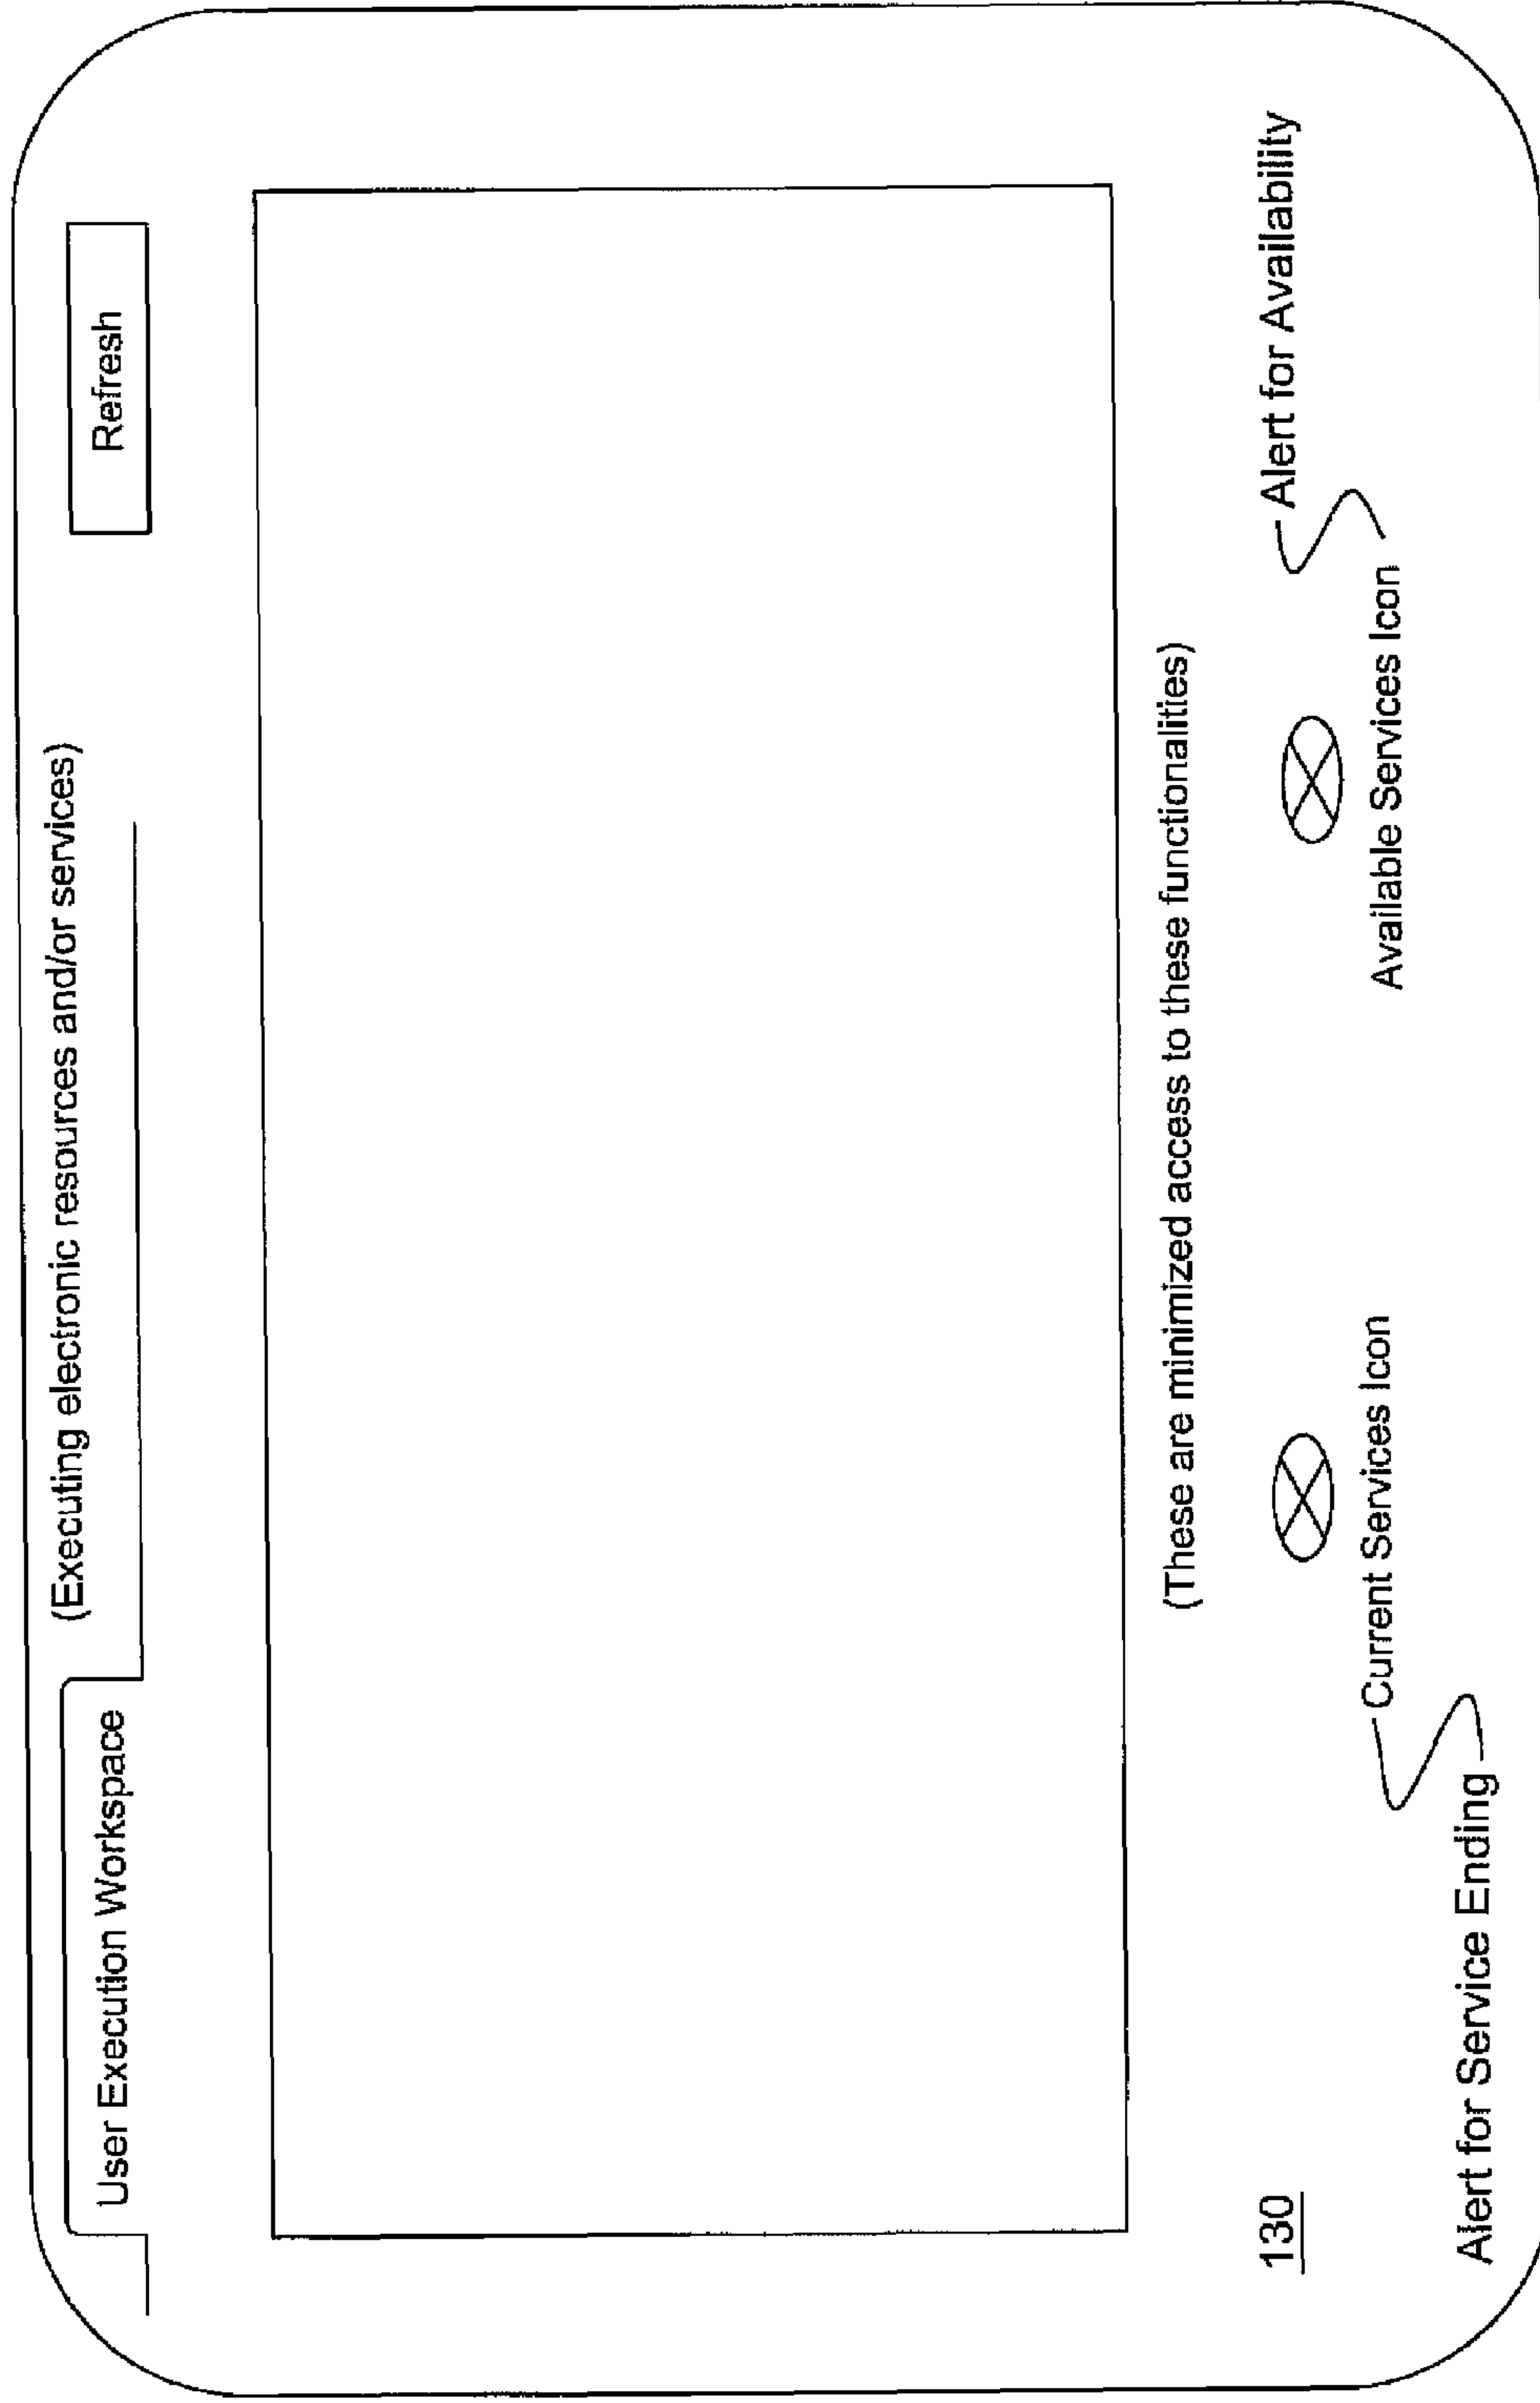 (Executing electronic resources and/or services)
User Execution Workspace
Refresh
(These are minimized access to these functionalities)
130
Alert for Availability
Current Services Icon
Available Services Icon
Alert for Service Ending